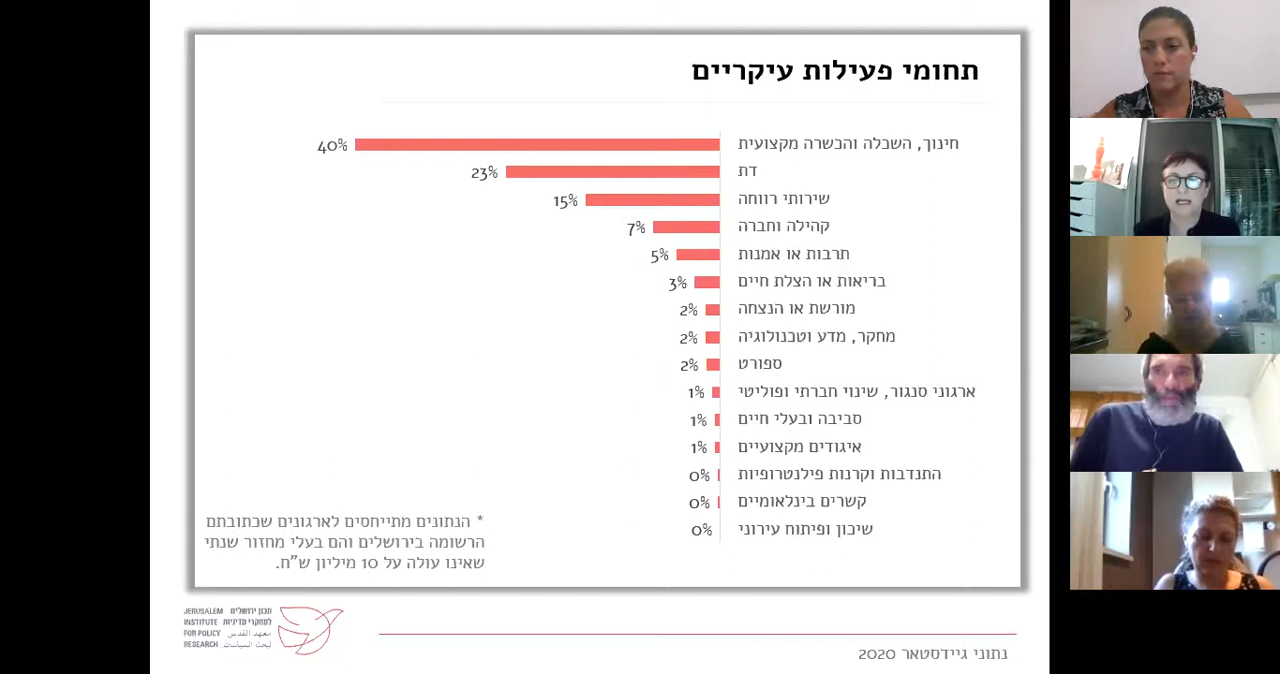 תחומי פעילות עיקריים
חינוך, השכלה והכשרה מקצועית 40%
דת 23%
שירותי רווחה 15%
קהילה וחברה 7%
תרבות או אמנות 5%
בריאות או הצלת חיים 3%
מורשת או הנצחה 2%
מחקר, מדע וטכנולוגיה 2%
ספורט 2%
ארגוני סנגור, שינוי חברתי ופוליטי 1%
סביבה ובעלי חיים 1%
איגודים מקצועיים 1%
התנדבות וקרנות פילנטרופיות 0%
קשרים בינלאומיים 0%
שיכון ופיתוח עירוני 0%
* הנתונים מתייחסים לארגונים שכתובתם
הרשומה בירושלים והם בעלי מחזור שנתי
שאינו עולה על 10 מיליון ש"ח.
מכון ירושלים JERUSALEM
למחקרי מדיניות INSTITUTE
معهد القدس FOR POLICY
لبحث السياسات RESEARCH
נתוני גיידסטאר 2020